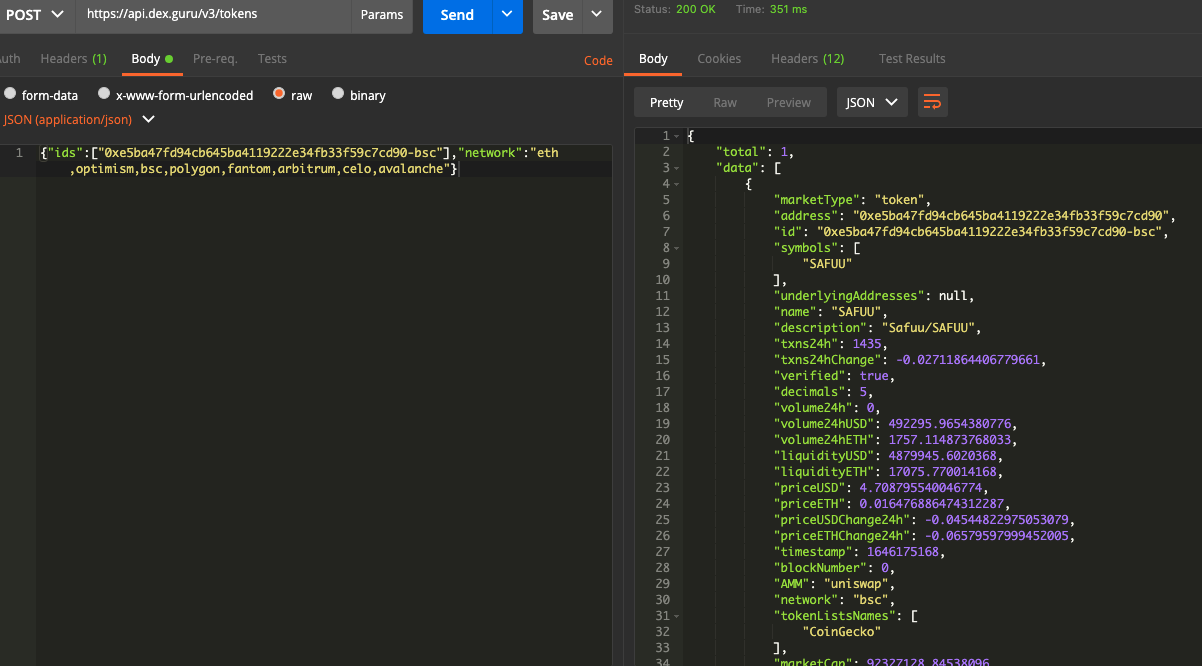 POST https://api.dex.guru/v3/tokens Params Send Save
Status: 200 OK Time: 351 ms
uth Headers (1) Body Pre-req. Tests Code
Body Cookies Headers (12) Test Results
form-data x-www-form-urlencoded raw binary
JSON (application/json)
Pretty Raw Preview JSON
1 {"ids":["0xe5ba47fd94cb645ba4119222e34fb33f59c7cd90-bsc"],"network":"eth
,optimism,bsc,polygon,fantom,arbitrum,celo,avalanche"}
1 {
2 "total": 1,
3 "data": [
4 {
5 "marketType": "token",
6 "address": "0xe5ba47fd94cb645ba4119222e34fb33f59c7cd90",
7 "id": "0xe5ba47fd94cb645ba4119222e34fb33f59c7cd90-bsc",
8 "symbols": [
9 "SAFUU"
10 ],
11 "underlyingAddresses": null,
12 "name": "SAFUU",
13 "description": "Safuu/SAFUU",
14 "txns24h": 1435,
15 "txns24hChange": -0.02711864406779661,
16 "verified": true,
17 "decimals": 5,
18 "volume24h": 0,
19 "volume24hUSD": 492295.9654380776,
20 "volume24hETH": 1757.114873768033,
21 "liquidityUSD": 4879945.6020368,
22 "liquidityETH": 17075.770014168,
23 "priceUSD": 4.708795540046774,
24 "priceETH": 0.016476886474312287,
25 "priceUSDChange24h": -0.04544822975053079,
26 "priceETHChange24h": -0.06579597999452005,
27 "timestamp": 1646175168,
28 "blockNumber": 0,
29 "AMM": "uniswap",
30 "network": "bsc",
31 "tokenListsNames": [
32 "CoinGecko"
33 ],
34 "marketCap": 92327128.84538096